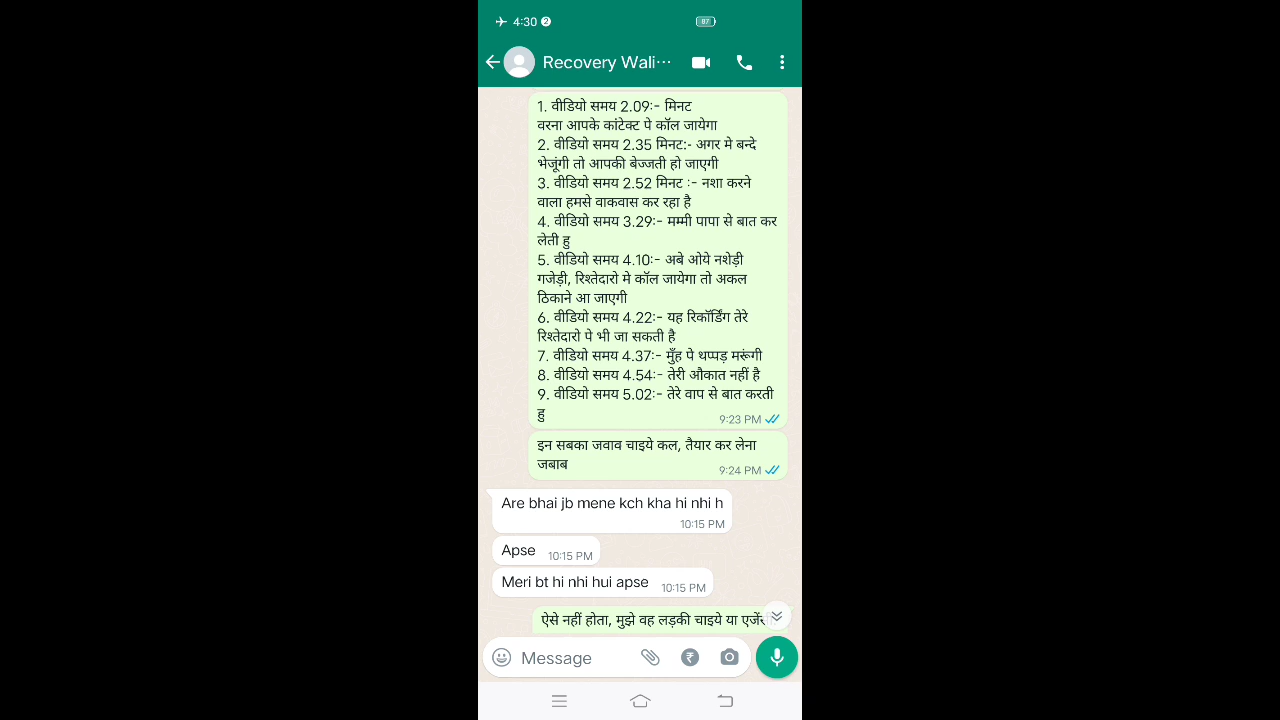 4:30 2 87
Recovery Wali...
1. वीडियो समय 2.09:- मिनट
वरना आपके कांटेक्ट पे कॉल जायेगा
2. वीडियो समय 2.35 मिनट:- अगर मे बन्दे
भेजूंगी तो आपकी बेज्जती हो जाएगी
3. वीडियो समय 2.52 मिनट :- नशा करने
वाला हमसे वाकवास कर रहा है
4. वीडियो समय 3.29:- मम्मी पापा से बात कर
लेती हु
5. वीडियो समय 4.10:- अबे ओये नशेड़ी
गजेड़ी, रिश्तेदारो मे कॉल जायेगा तो अकल
ठिकाने आ जाएगी
6. वीडियो समय 4.22:- यह रिकॉर्डिंग तेरे
रिश्तेदारो पे भी जा सकती है
7. वीडियो समय 4.37:- मुँह पे थप्पड़ मरूंगी
8. वीडियो समय 4.54:- तेरी औकात नहीं है
9. वीडियो समय 5.02:- तेरे वाप से बात करती
हु
9:23 PM
इन सबका जवाव चाइये कल, तैयार कर लेना
जबाब
9:24 PM
Are bhai jb mene kch kha hi nhi h
10:15 PM
Apse 10:15 PM
Meri bt hi nhi hui apse 10:15 PM
ऐसे नहीं होता, मुझे वह लड़की चाइये या
Message